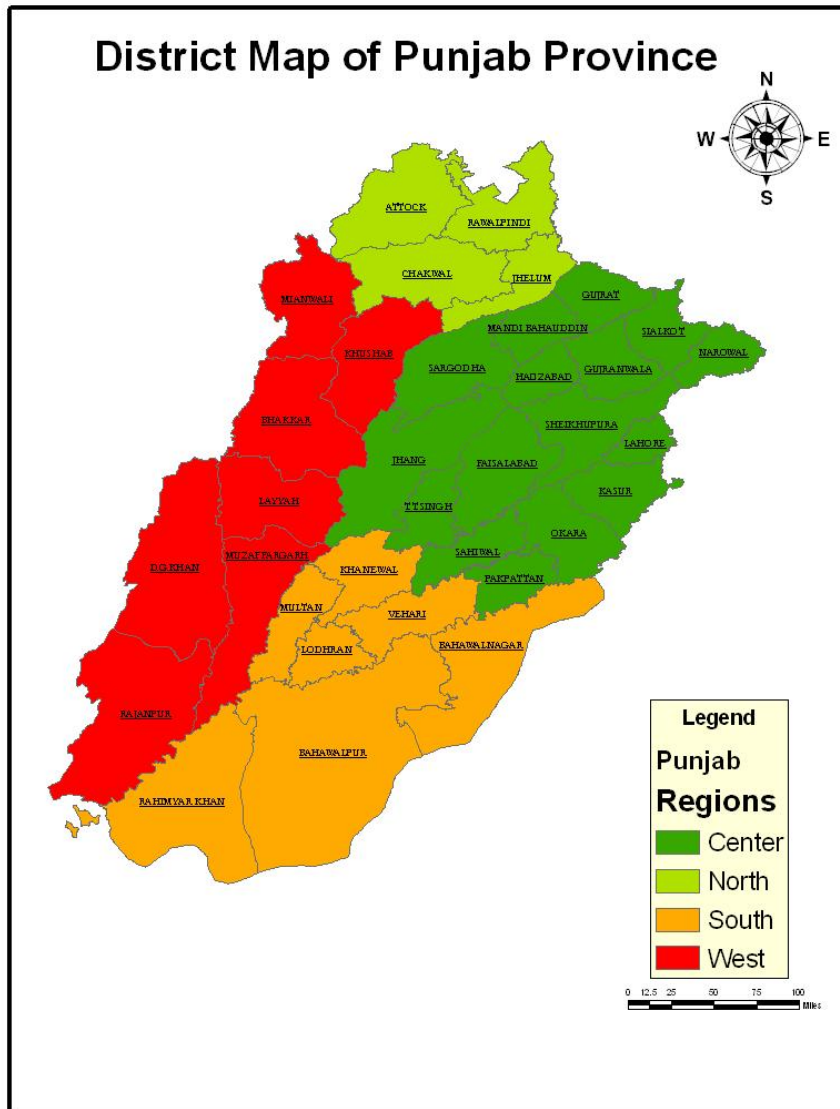 District Map of Punjab Province
N
W E
S
ATTOCK
RAWALPINDI
CHAKWAL
JHELUM
MIANWALI
GUJRAT
MANDI BAHAUDDIN
SIALKOT
KHUSHAB
NAROWAL
SARGODHA
HAFIZABAD
GUJRANWALA
BHAKKAR
SHEIKHUPURA
LAHORE
JHANG
FAISALABAD
KASUR
LAYYAH
TTSINGH
OKARA
MUZAFFARGARH
SAHIWAL
D.G.KHAN
KHANEWAL
PAKPATTAN
MULTAN
VEHARI
LODHRAN
BAHAWALNAGAR
RAJANPUR
BAHAWALPUR
RAHIMYAR KHAN
Legend
Punjab
Regions
Center
North
South
West
0 12.5 25 50 75 100
Miles